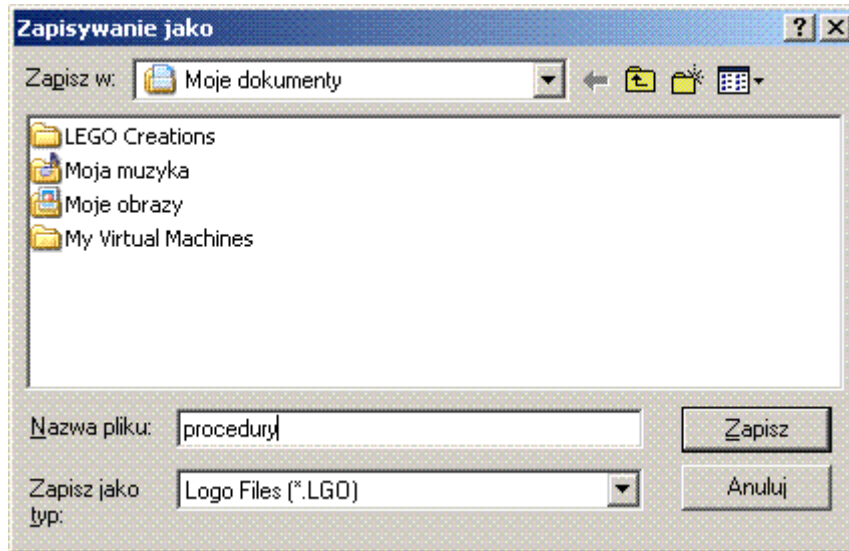 Zapisywanie jako
Zapisz w: Moje dokumenty
LEGO Creations
Moja muzyka
Moje obrazy
My Virtual Machines
Nazwa pliku: procedury Zapisz
Zapisz jako typ: Logo Files (*.LGO) Anuluj